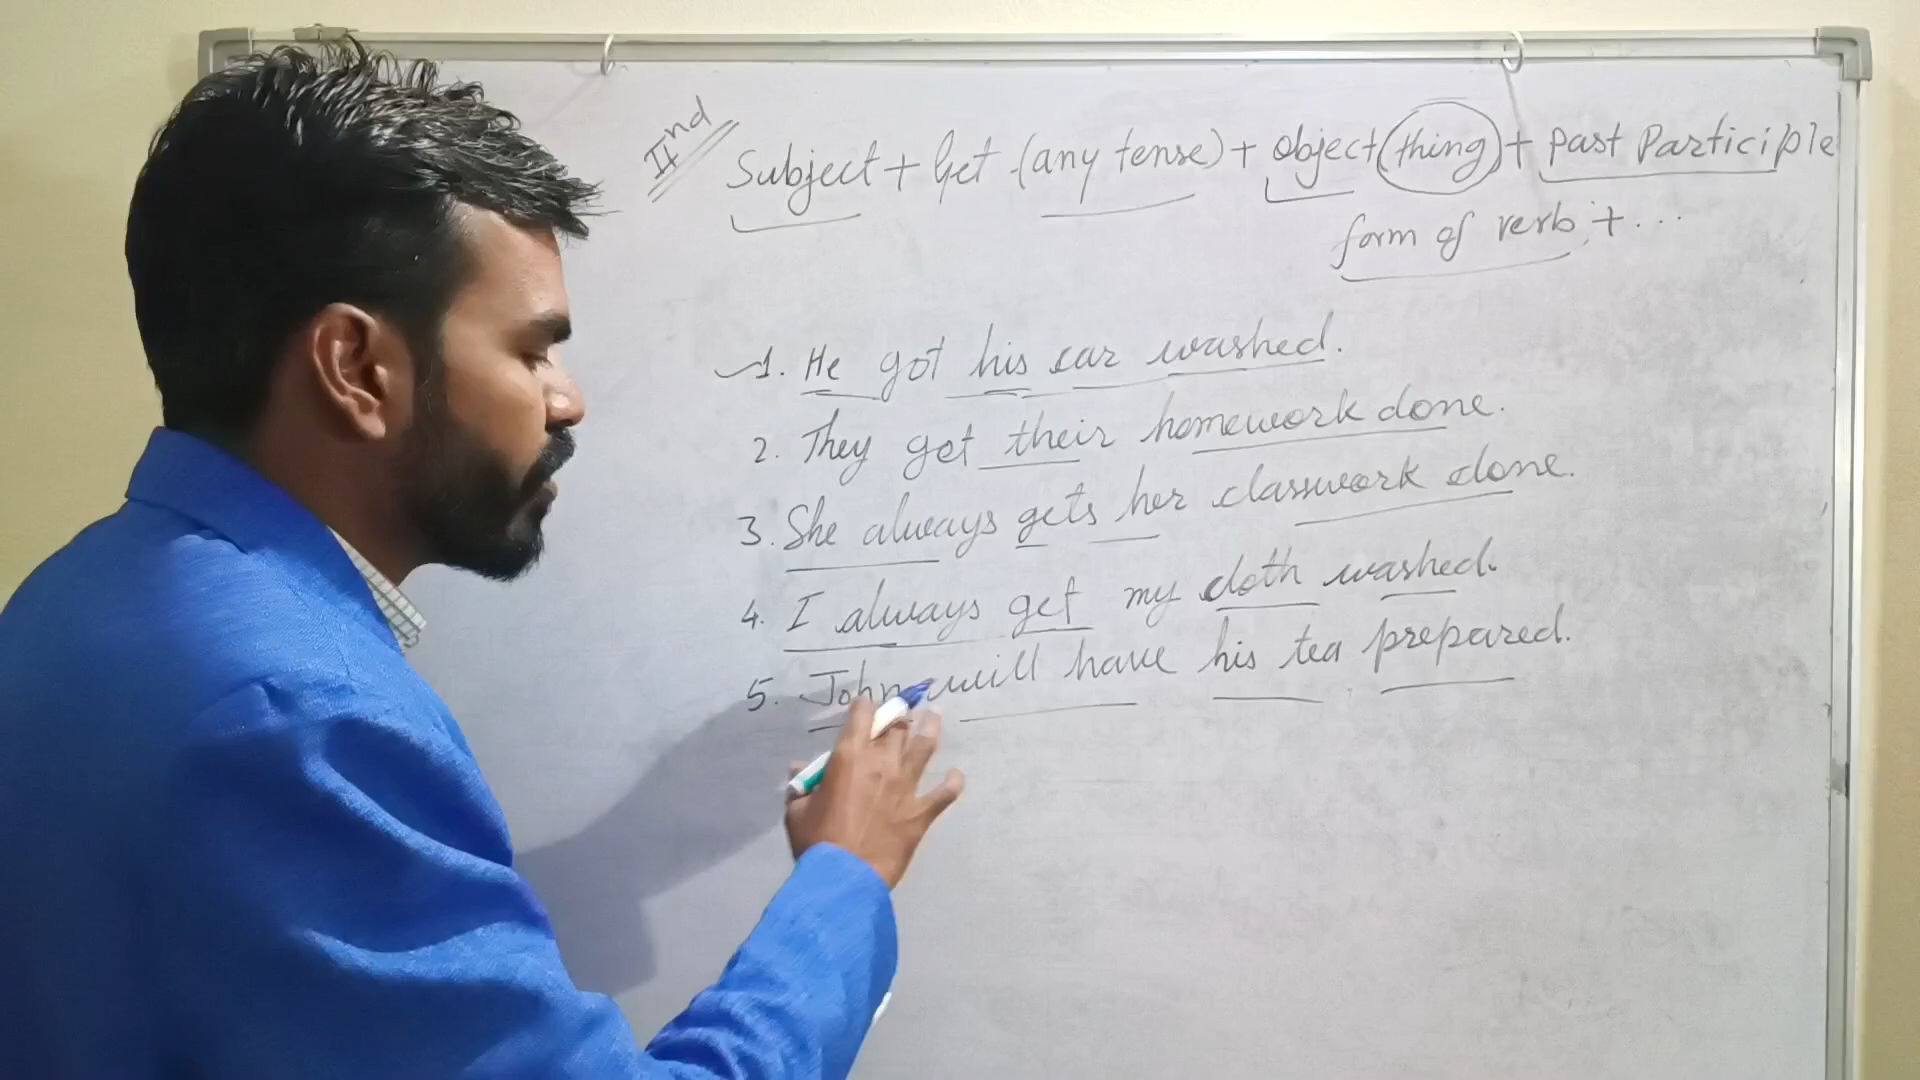 IInd
Subject + Get (any tense) + object (thing) + Past Participle
form of verb + ...
1. He got his car washed.
2. They get their homework done.
3. She always gets her classwork done.
4. I always get my cloth washed.
5. John will have his tea prepared.